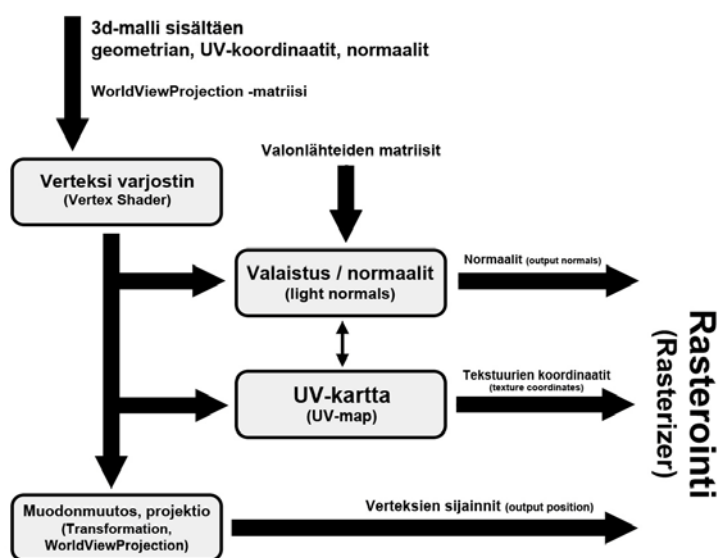 3d-malli sisältäen
geometrian, UV-koordinaatit, normaalit
WorldViewProjection -matriisi
Valonlähteiden matriisit
Verteksi varjostin
(Vertex Shader)
Valaistus / normaalit
(light normals)
Normaalit (output normals)
UV-kartta
(UV-map)
Tekstuurien koordinaatit
(texture coordinates)
Rasterointi
(Rasterizer)
Muodonmuutos, projektio
(Transformation,
WorldViewProjection)
Verteksien sijainnit (output position)